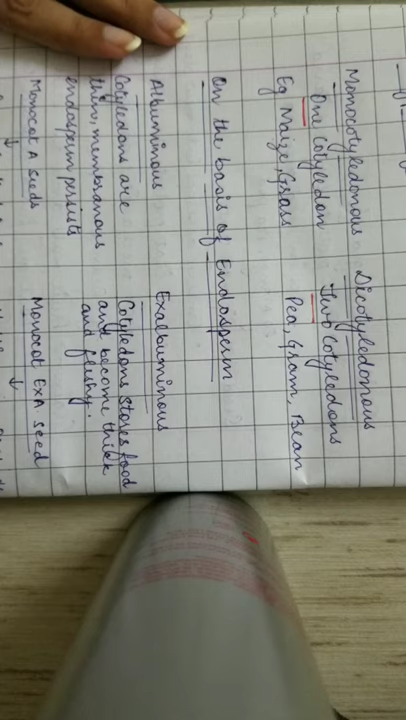 Monocotyledonous Dicotyledonous
One Cotyledon Two Cotyledons
Eg Maize, Grass Pea, Gram, Bean
On the basis of Endosperm
Albuminous Exalbuminous
Cotyledons are Cotyledons stores food
thin, membranous and become thick
endosperm persists and fleshy.
Monocot A seeds Monocot ExA seed